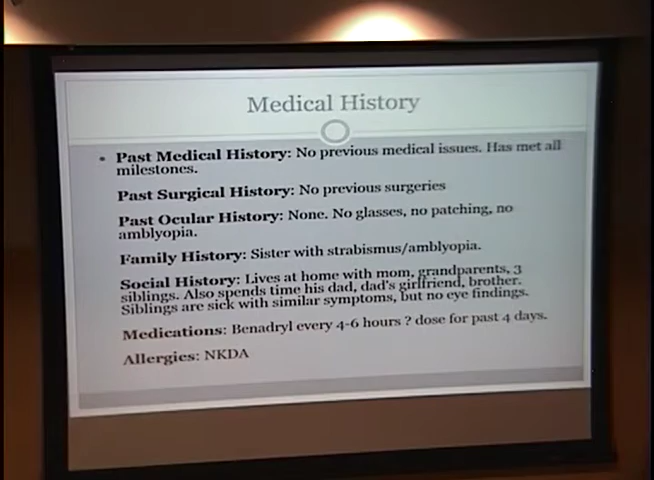 Medical History
• Past Medical History: No previous medical issues. Has met all
milestones.
Past Surgical History: No previous surgeries
Past Ocular History: None. No glasses, no patching, no
amblyopia.
Family History: Sister with strabismus/amblyopia.
Social History: Lives at home with mom, grandparents, 3
siblings. Also spends time his dad, dad's girlfriend, brother.
Siblings are sick with similar symptoms, but no eye findings.
Medications: Benadryl every 4-6 hours ? dose for past 4 days.
Allergies: NKDA